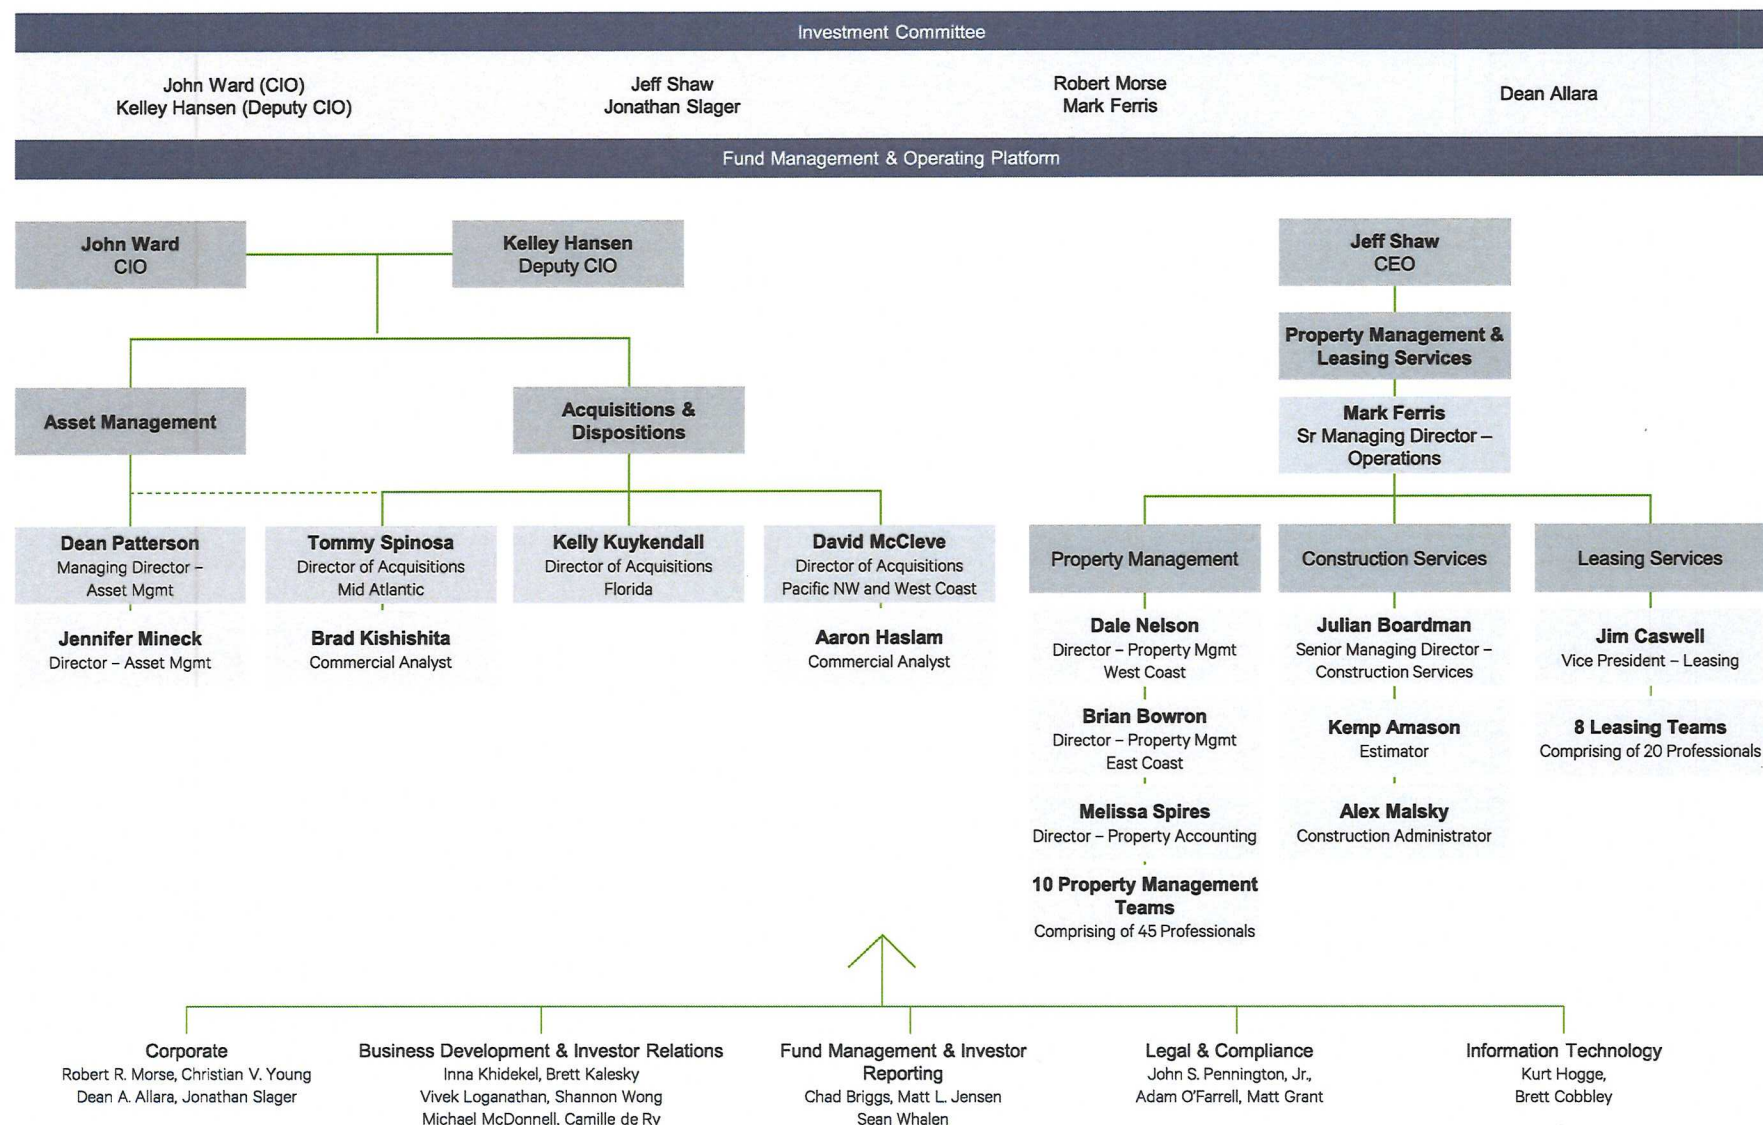 Investment Committee
John Ward (CIO)
Kelley Hansen (Deputy CIO)
Jeff Shaw
Jonathan Slager
Robert Morse
Mark Ferris
Dean Allara
Fund Management & Operating Platform
John Ward
CIO
Kelley Hansen
Deputy CIO
Jeff Shaw
CEO
Property Management &
Leasing Services
Mark Ferris
Sr Managing Director –
Operations
Asset Management
Acquisitions &
Dispositions
Dean Patterson
Managing Director –
Asset Mgmt
Jennifer Mineck
Director – Asset Mgmt
Tommy Spinosa
Director of Acquisitions
Mid Atlantic
Brad Kishishita
Commercial Analyst
Kelly Kuykendall
Director of Acquisitions
Florida
David McCleve
Director of Acquisitions
Pacific NW and West Coast
Aaron Haslam
Commercial Analyst
Property Management
Dale Nelson
Director – Property Mgmt
West Coast
Brian Bowron
Director – Property Mgmt
East Coast
Melissa Spires
Director – Property Accounting
10 Property Management
Teams
Comprising of 45 Professionals
Construction Services
Julian Boardman
Senior Managing Director –
Construction Services
Kemp Amason
Estimator
Alex Malsky
Construction Administrator
Leasing Services
Jim Caswell
Vice President – Leasing
8 Leasing Teams
Comprising of 20 Professionals
Corporate
Robert R. Morse, Christian V. Young
Dean A. Allara, Jonathan Slager
Business Development & Investor Relations
Inna Khidekel, Brett Kalesky
Vivek Loganathan, Shannon Wong
Michael McDonnell, Camille de Ry
Fund Management & Investor
Reporting
Chad Briggs, Matt L. Jensen
Sean Whalen
Legal & Compliance
John S. Pennington, Jr.,
Adam O'Farrell, Matt Grant
Information Technology
Kurt Hogge,
Brett Cobbley